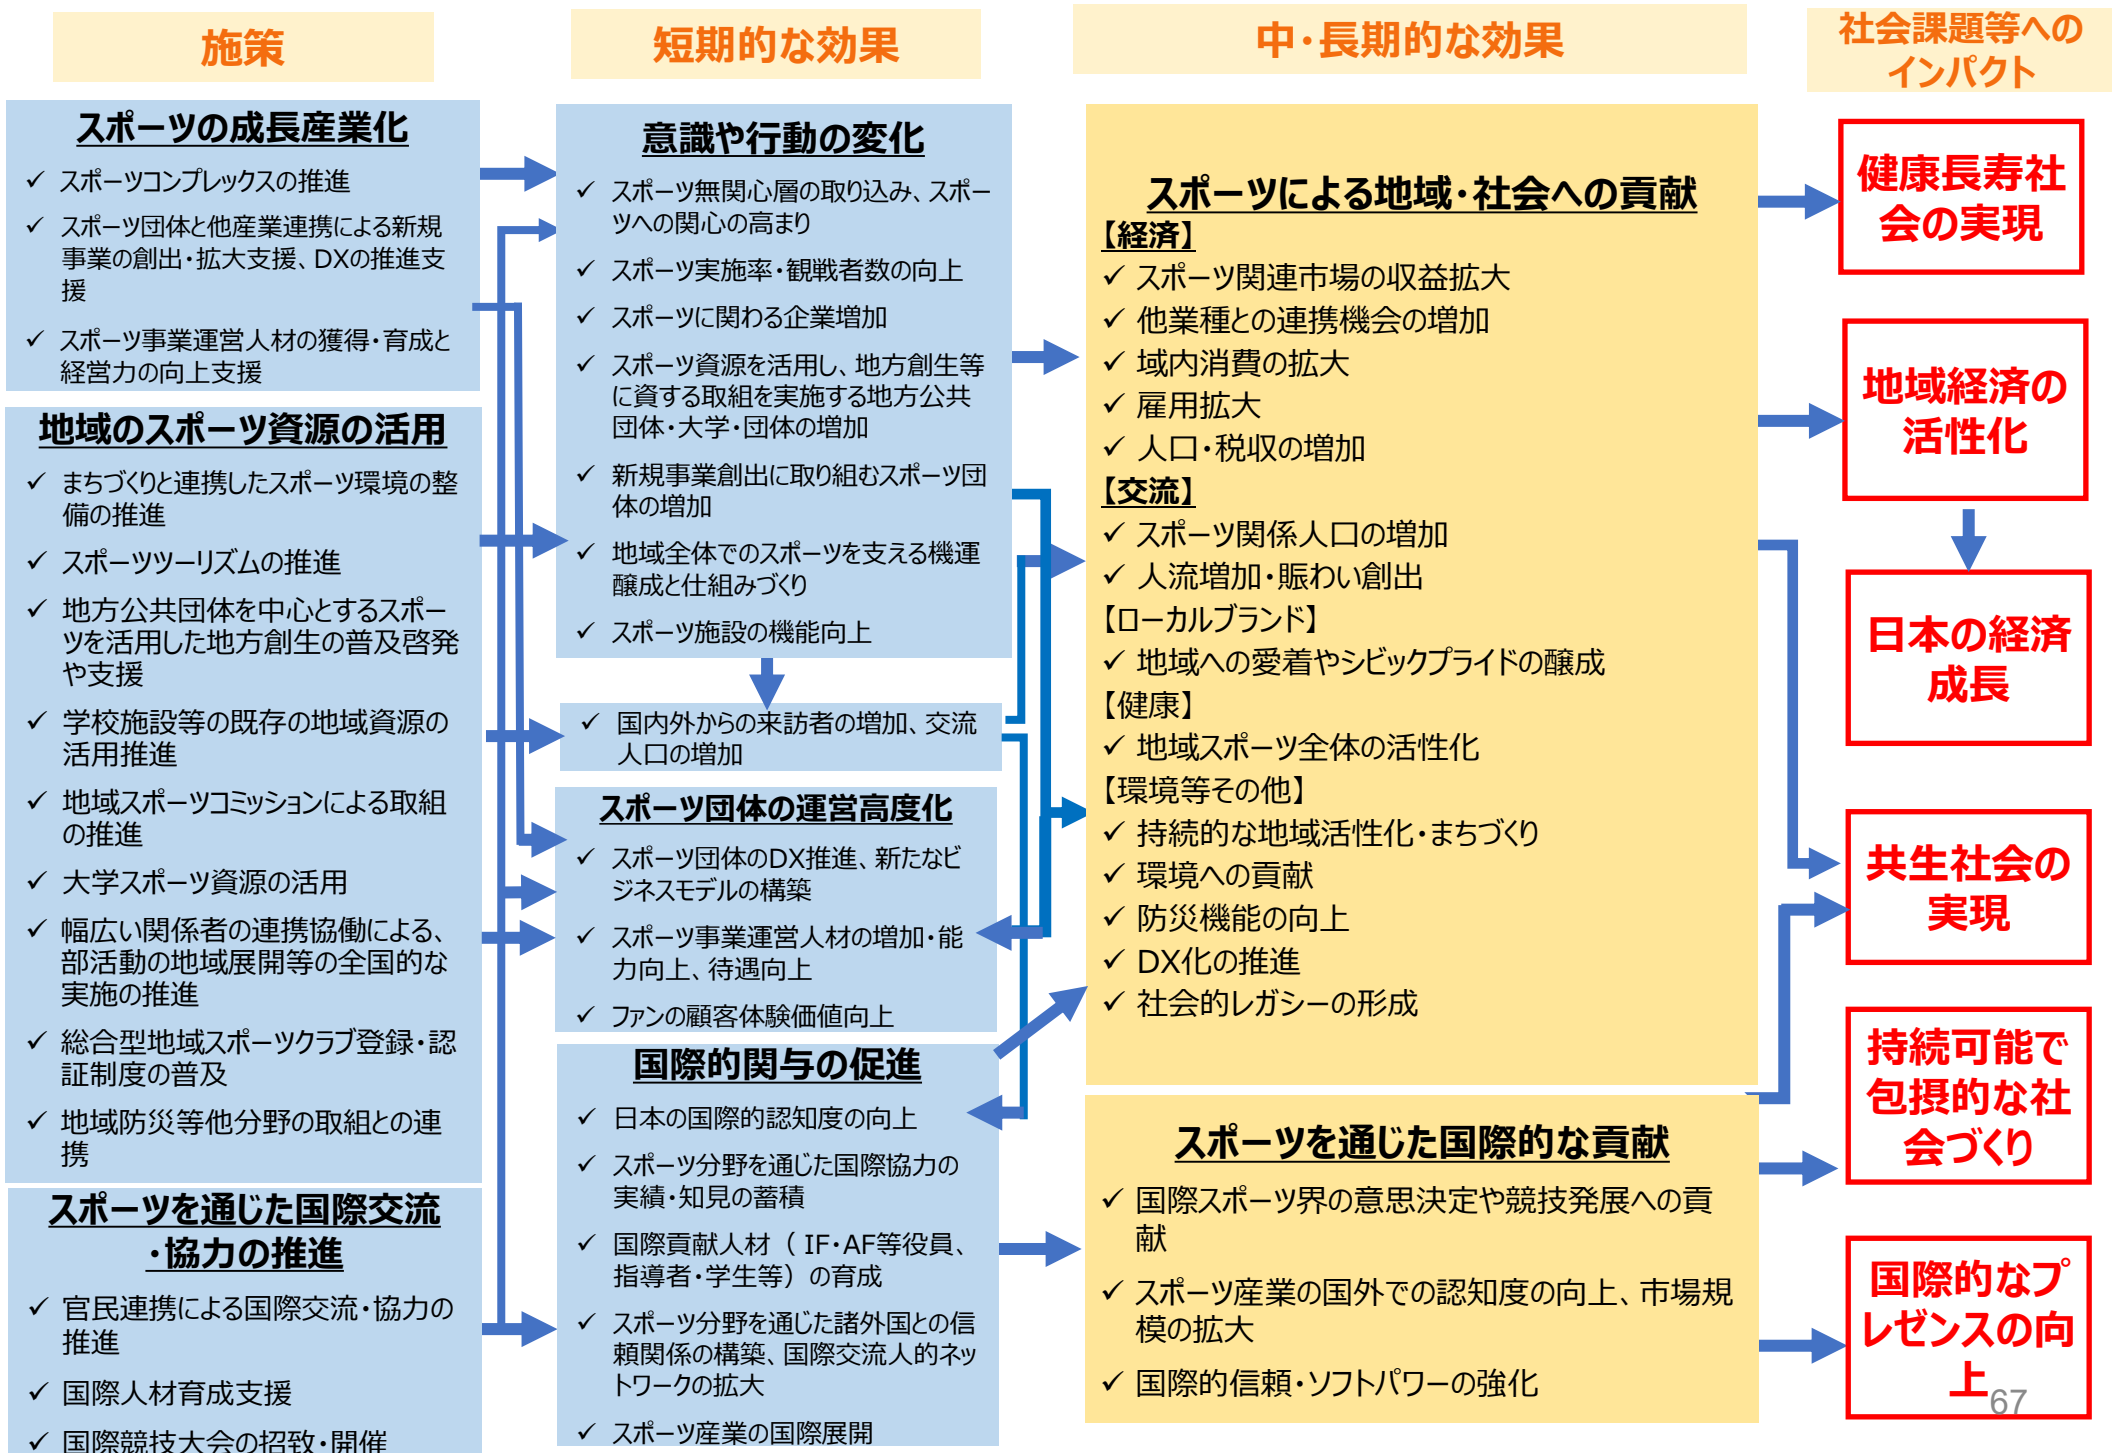 施策
短期的な効果
中・長期的な効果
社会課題等への
インパクト
スポーツの成長産業化
✓ スポーツコンプレックスの推進
✓ スポーツ団体と他産業連携による新規
事業の創出・拡大支援、DXの推進支
援
✓ スポーツ事業運営人材の獲得・育成と
経営力の向上支援
地域のスポーツ資源の活用
✓ まちづくりと連携したスポーツ環境の整
備の推進
✓ スポーツツーリズムの推進
✓ 地方公共団体を中心とするスポー
ツを活用した地方創生の普及啓発
や支援
✓ 学校施設等の既存の地域資源の
活用推進
✓ 地域スポーツコミッションによる取組
の推進
✓ 大学スポーツ資源の活用
✓ 幅広い関係者の連携協働による、
部活動の地域展開等の全国的な
実施の推進
✓ 総合型地域スポーツクラブ登録・認
証制度の普及
✓ 地域防災等他分野の取組との連
携
スポーツを通じた国際交流
・協力の推進
✓ 官民連携による国際交流・協力の
推進
✓ 国際人材育成支援
✓ 国際競技大会の招致・開催
意識や行動の変化
✓ スポーツ無関心層の取り込み、スポー
ツへの関心の高まり
✓ スポーツ実施率・観戦者数の向上
✓ スポーツに関わる企業増加
✓ スポーツ資源を活用し、地方創生等
に資する取組を実施する地方公共
団体・大学・団体の増加
✓ 新規事業創出に取り組むスポーツ団
体の増加
✓ 地域全体でのスポーツを支える機運
醸成と仕組みづくり
✓ スポーツ施設の機能向上
✓ 国内外からの来訪者の増加、交流
人口の増加
スポーツ団体の運営高度化
✓ スポーツ団体のDX推進、新たなビ
ジネスモデルの構築
✓ スポーツ事業運営人材の増加・能
力向上、待遇向上
✓ ファンの顧客体験価値向上
国際的関与の促進
✓ 日本の国際的認知度の向上
✓ スポーツ分野を通じた国際協力の
実績・知見の蓄積
✓ 国際貢献人材（ IF・AF等役員、
指導者・学生等）の育成
✓ スポーツ分野を通じた諸外国との信
頼関係の構築、国際交流人的ネッ
トワークの拡大
✓ スポーツ産業の国際展開
スポーツによる地域・社会への貢献
【経済】
✓ スポーツ関連市場の収益拡大
✓ 他業種との連携機会の増加
✓ 域内消費の拡大
✓ 雇用拡大
✓ 人口・税収の増加
【交流】
✓ スポーツ関係人口の増加
✓ 人流増加・賑わい創出
【ローカルブランド】
✓ 地域への愛着やシビックプライドの醸成
【健康】
✓ 地域スポーツ全体の活性化
【環境等その他】
✓ 持続的な地域活性化・まちづくり
✓ 環境への貢献
✓ 防災機能の向上
✓ DX化の推進
✓ 社会的レガシーの形成
スポーツを通じた国際的な貢献
✓ 国際スポーツ界の意思決定や競技発展への貢
献
✓ スポーツ産業の国外での認知度の向上、市場規
模の拡大
✓ 国際的信頼・ソフトパワーの強化
健康長寿社
会の実現
地域経済の
活性化
日本の経済
成長
共生社会の
実現
持続可能で
包摂的な社
会づくり
国際的なプ
レゼンスの向
上
67